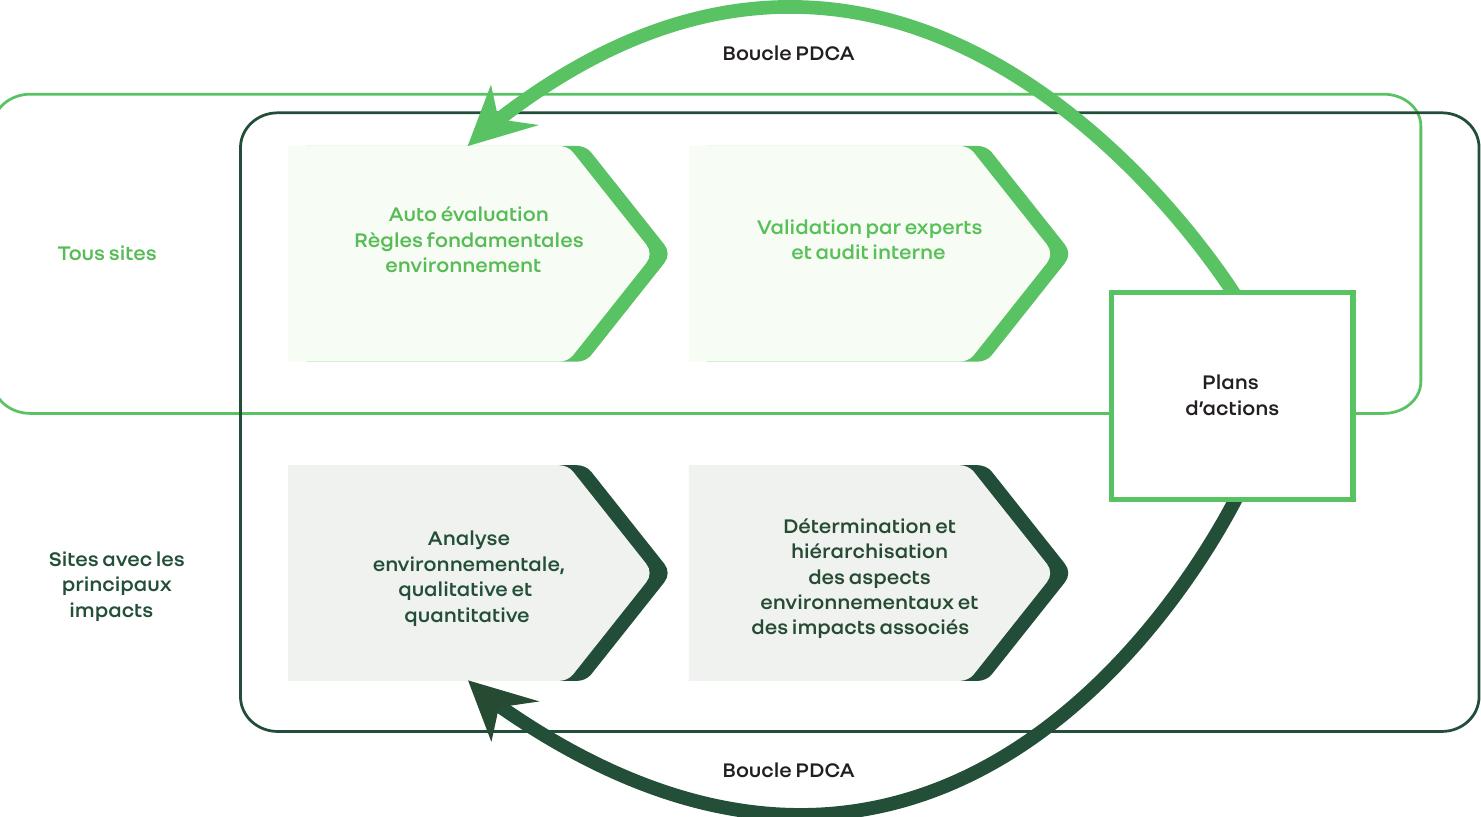 Boucle PDCA
Tous sites
Auto évaluation
Règles fondamentales
environnement
Validation par experts
et audit interne
Plans
d’actions
Sites avec les
principaux
impacts
Analyse
environnementale,
qualitative et
quantitative
Détermination et
hiérarchisation
des aspects
environnementaux et
des impacts associés
Boucle PDCA